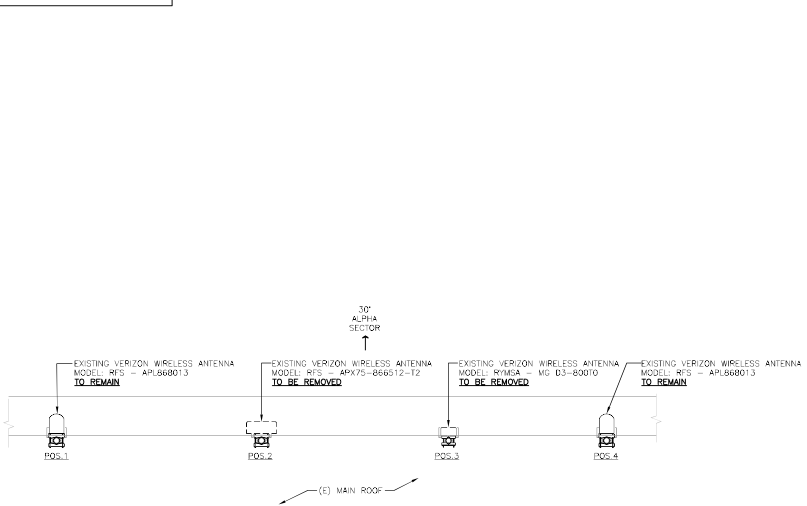 30°
ALPHA
SECTOR
EXISTING VERIZON WIRELESS ANTENNA
MODEL: RFS - APL868013
TO REMAIN
EXISTING VERIZON WIRELESS ANTENNA
MODEL: RFS - APX75-866512-T2
TO BE REMOVED
EXISTING VERIZON WIRELESS ANTENNA
MODEL: RYMSA - MG D3-800T0
TO BE REMOVED
EXISTING VERIZON WIRELESS ANTENNA
MODEL: RFS - APL868013
TO REMAIN
POS.1
POS.2
POS.3
POS.4
(E) MAIN ROOF